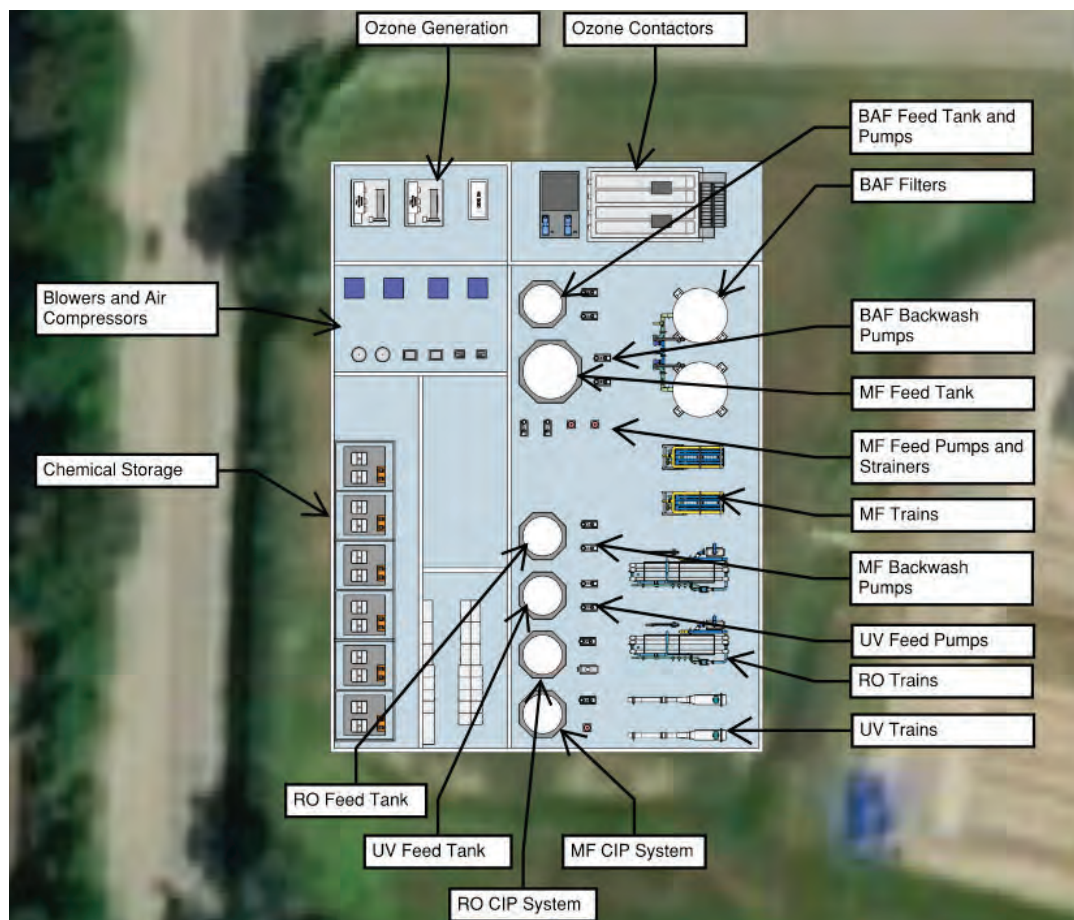 Ozone Generation
Ozone Contactors
BAF Feed Tank and
Pumps
BAF Filters
Blowers and Air
Compressors
BAF Backwash
Pumps
MF Feed Tank
MF Feed Pumps and
Strainers
Chemical Storage
MF Trains
MF Backwash
Pumps
UV Feed Pumps
RO Trains
UV Trains
RO Feed Tank
UV Feed Tank
MF CIP System
RO CIP System